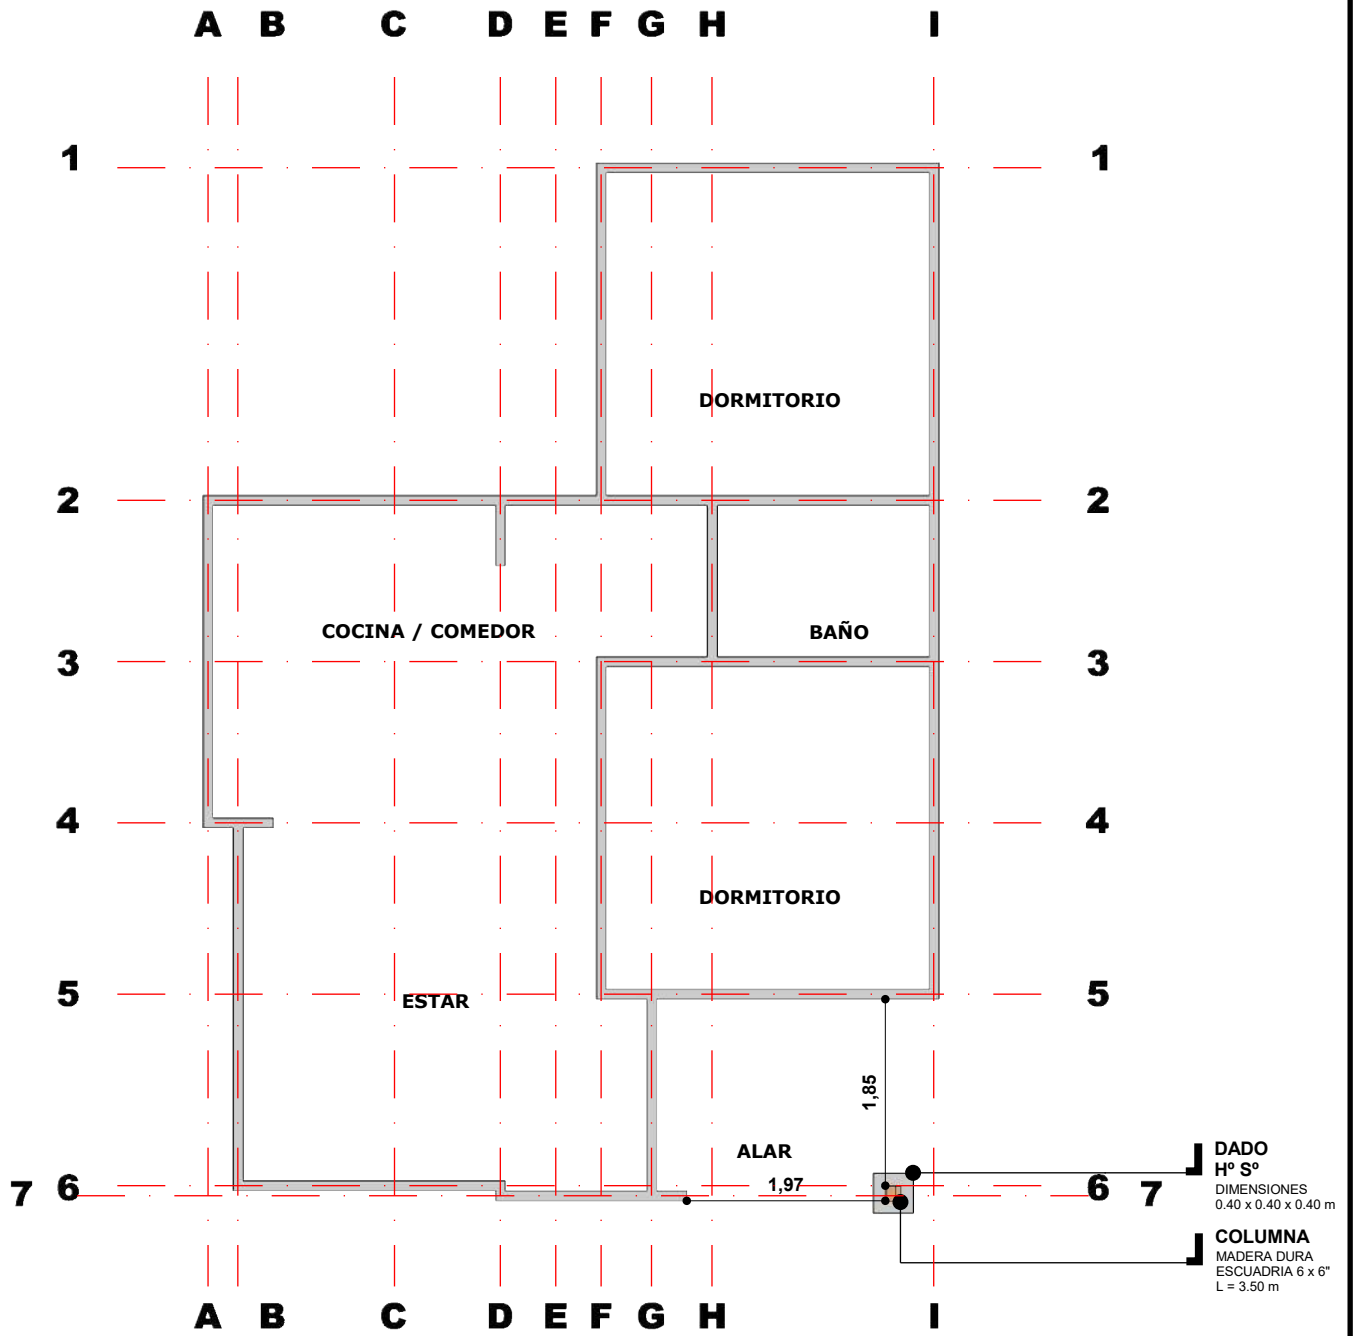 A B C D E F G H I
1 1
DORMITORIO
2 2
COCINA / COMEDOR BAÑO
3 3
4 4
DORMITORIO
5 5
ESTAR
1,85
ALAR
1,97
7 6 6 7
DADO
Hº Sº
DIMENSIONES
0.40 x 0.40 x 0.40 m
COLUMNA
MADERA DURA
ESCUADRIA 6 x 6"
L = 3.50 m
A B C D E F G H I